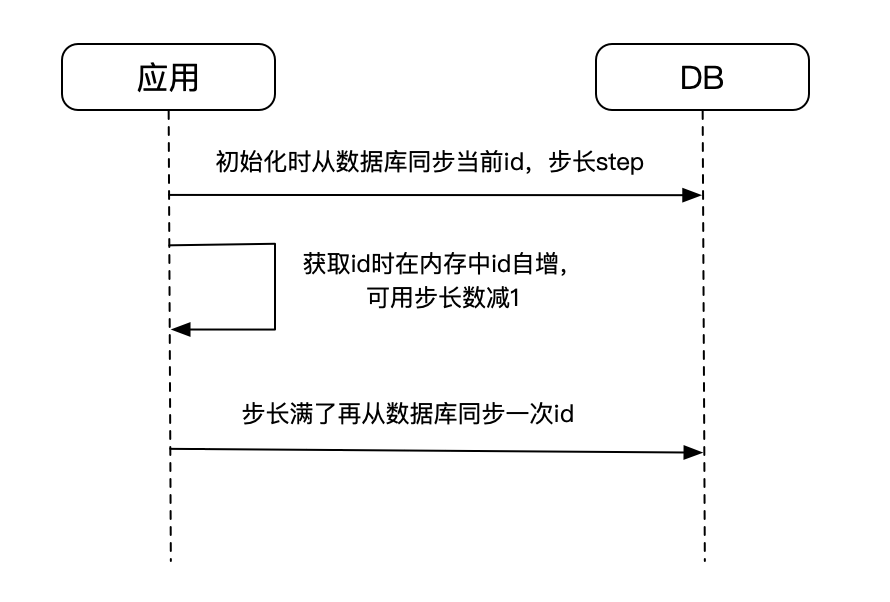 应用
DB
初始化时从数据库同步当前id，步长step
获取id时在内存中id自增，
可用步长数减1
步长满了再从数据库同步一次id